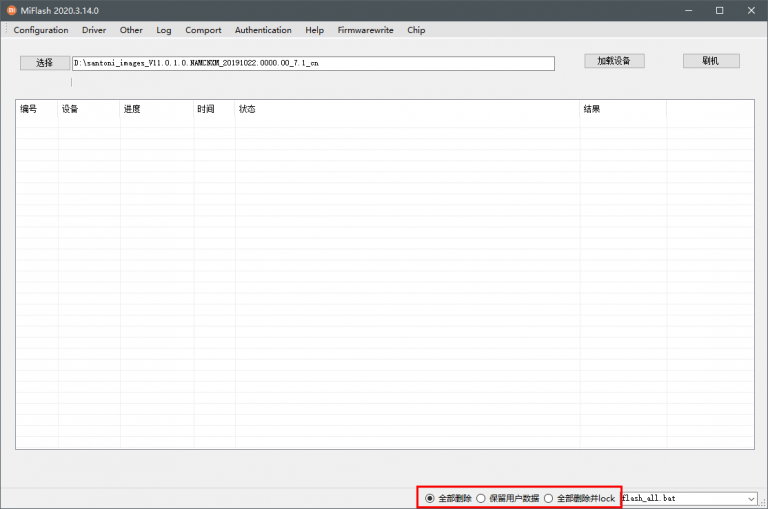 MiFlash 2020.3.14.0
Configuration Driver Other Log Comport Authentication Help Firmwarewrite Chip
选择 D:\santoni_images_V11.0.1.0.NAMCNXM_20191022.0000.00_7.1_cn 加载设备 刷机
编号 设备 进度 时间 状态 结果
全部删除 保留用户数据 全部删除并lock flash_all.bat